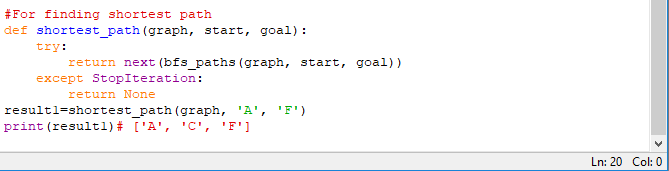 #For finding shortest path
def shortest_path(graph, start, goal):
    try:
        return next(bfs_paths(graph, start, goal))
    except StopIteration:
        return None
result1=shortest_path(graph, 'A', 'F')
print(result1)# ['A', 'C', 'F']
Ln: 20 Col: 0